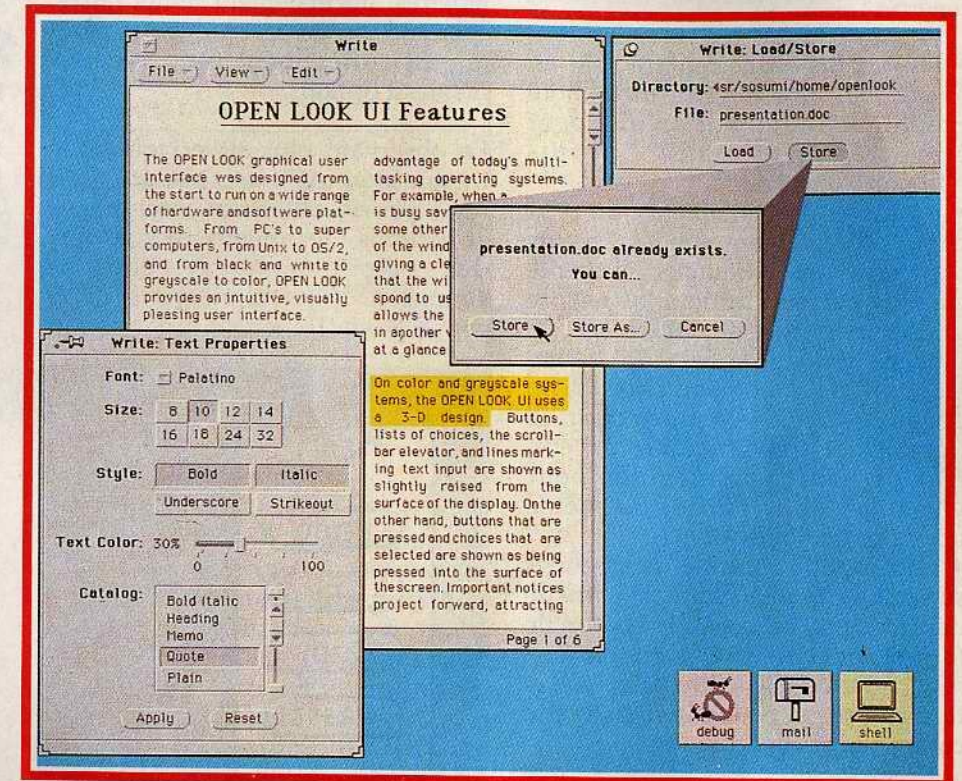 Write
File
View
Edit
OPEN LOOK UI Features
The OPEN LOOK graphical user
interface was designed from
the start to run on a wide range
of hardware andsoftware plat-
forms. From PC's to super
computers, from Unix to OS/2,
and from black and white to
greyscale to color, OPEN LOOK
provides an intuitive, visually
pleasing user interface.
advantage of today's multi-
tasking operating systems.
For example, when a
is busy sav
some other
of the wind
giving a cle
that the wi
spond to us
allows the
in another
at a glance
On color and greyscale sys-
tems, the OPEN LOOK UI uses
a 3-D design. Buttons,
lists of choices, the scroll-
bar elevator, and lines mark-
ing text input are shown as
slightly raised from the
surface of the display. Onthe
other hand, buttons that are
pressed and choices that are
selected are shown as being
pressed into the surface of
thescreen. Important notices
project forward, attracting
Page 1 of 6
Write: Load/Store
Directory: sr/sosumi/home/openlook
File: presentation.doc
Load Store
presentation.doc already exists.
You can...
Store Store As... Cancel
Write: Text Properties
Font: Palatino
Size: 8 10 12 14
16 18 24 32
Style: Bold Italic
Underscore Strikeout
Text Color: 30%
0 100
Catalog:
Bold Italic
Heading
Memo
Quote
Plain
Apply Reset
debug
mail
shell